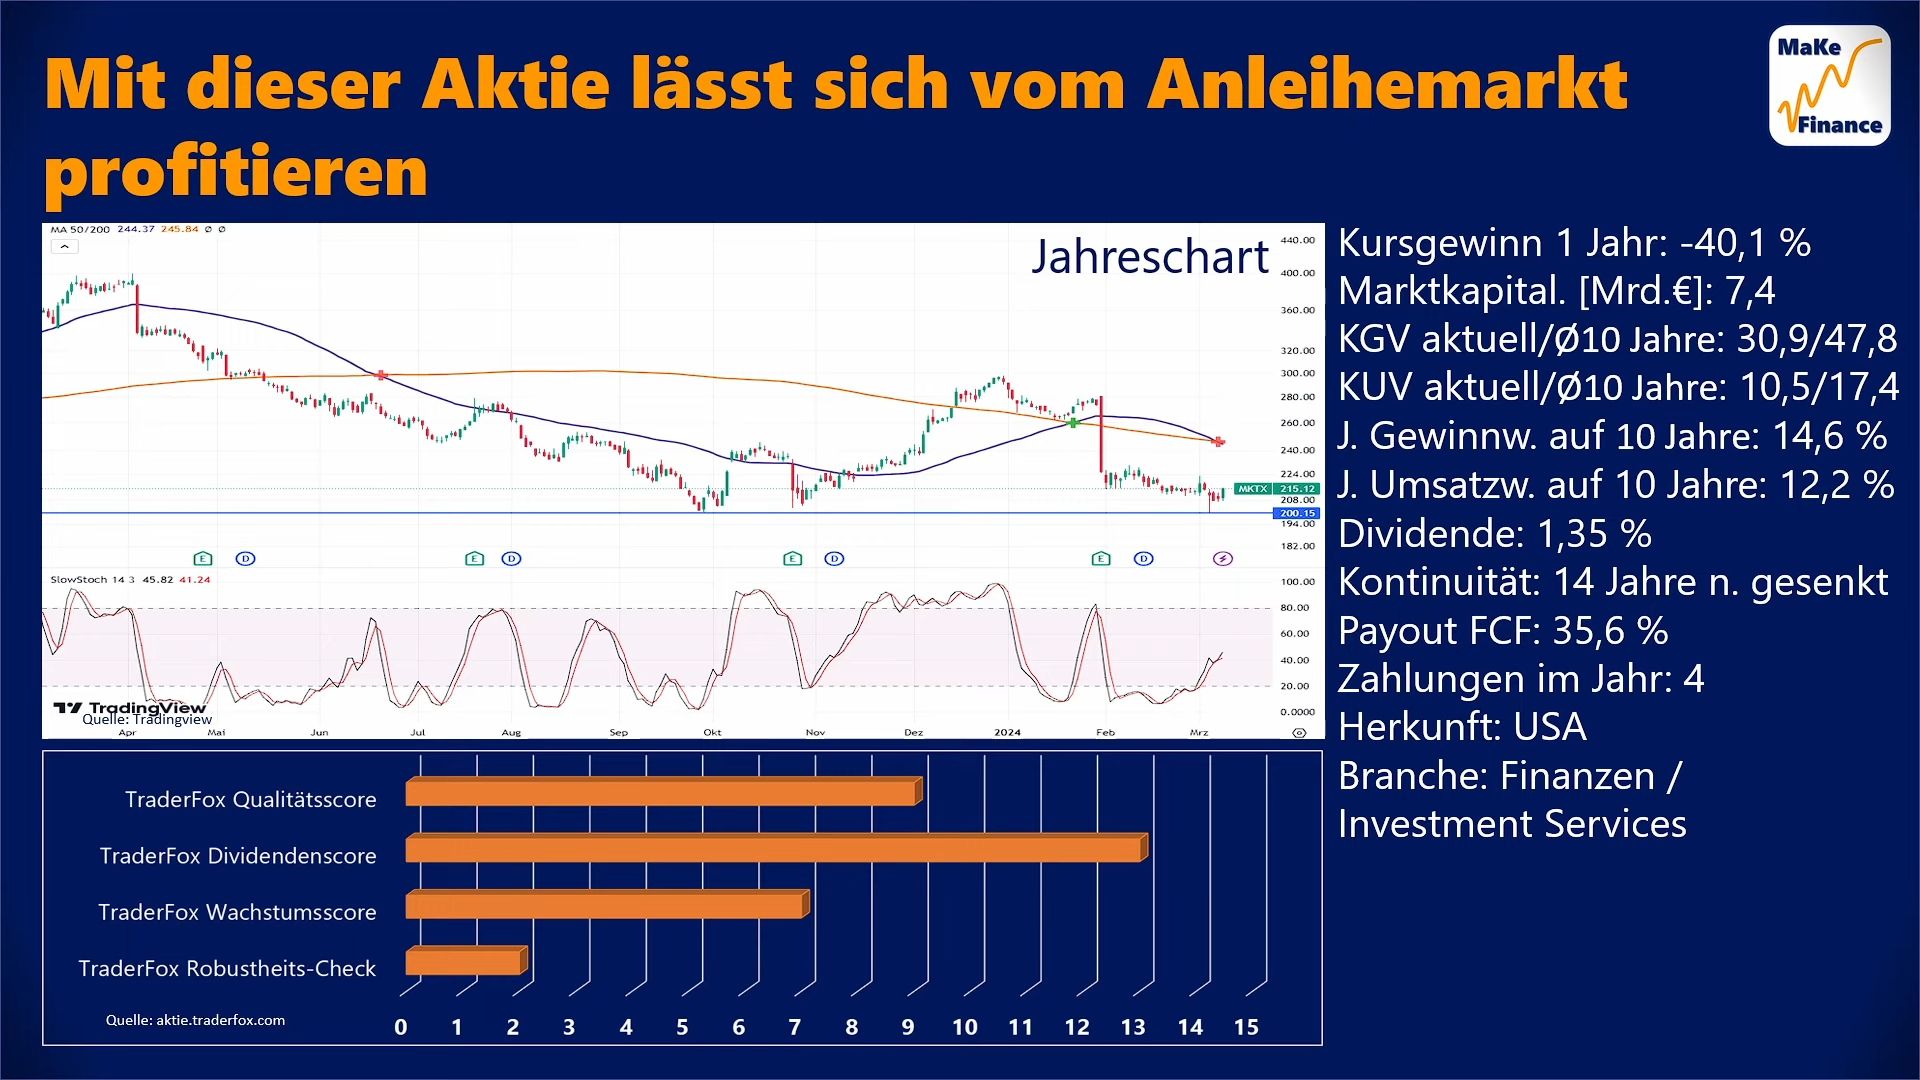 Mit dieser Aktie lässt sich vom Anleihemarkt
profitieren
MaKe
Finance
MA 50/200 244.37 245.84 ∅ ∅
Jahreschart
440.00
400.00
360.00
320.00
300.00
280.00
260.00
240.00
224.00
MKTX 215.12
208.00
200.15
194.00
182.00
E D E D E D E D
SlowStoch 14 3 45.82 41.24
100.00
80.00
60.00
40.00
20.00
0.0000
TradingView
Quelle: Tradingview
Apr Mai Jun Jul Aug Sep Okt Nov Dez 2024 Feb Mrz
Kursgewinn 1 Jahr: -40,1 %
Marktkapital. [Mrd.€]: 7,4
KGV aktuell/Ø10 Jahre: 30,9/47,8
KUV aktuell/Ø10 Jahre: 10,5/17,4
J. Gewinnw. auf 10 Jahre: 14,6 %
J. Umsatzw. auf 10 Jahre: 12,2 %
Dividende: 1,35 %
Kontinuität: 14 Jahre n. gesenkt
Payout FCF: 35,6 %
Zahlungen im Jahr: 4
Herkunft: USA
Branche: Finanzen /
Investment Services
TraderFox Qualitätsscore
TraderFox Dividendenscore
TraderFox Wachstumsscore
TraderFox Robustheits-Check
Quelle: aktie.traderfox.com
0 1 2 3 4 5 6 7 8 9 10 11 12 13 14 15